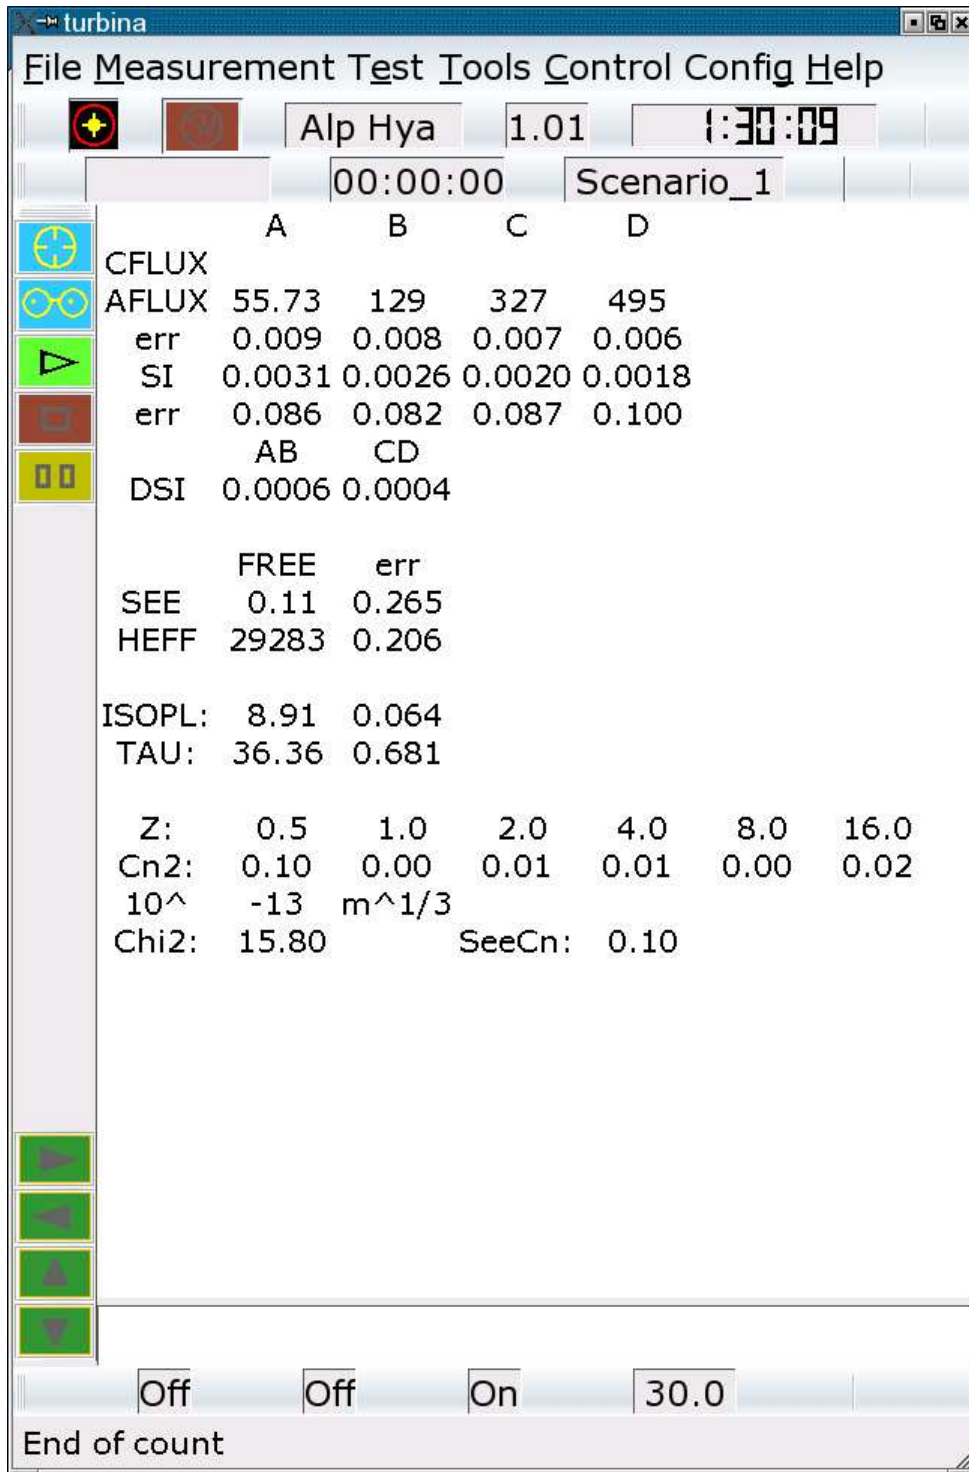 turbina
File Measurement Test Tools Control Config Help
Alp Hya 1.01 1:30:09
00:00:00 Scenario_1
A B C D
CFLUX
AFLUX 55.73 129 327 495
err 0.009 0.008 0.007 0.006
SI 0.0031 0.0026 0.0020 0.0018
err 0.086 0.082 0.087 0.100
AB CD
DSI 0.0006 0.0004
FREE err
SEE 0.11 0.265
HEFF 29283 0.206
ISOPL: 8.91 0.064
TAU: 36.36 0.681
Z: 0.5 1.0 2.0 4.0 8.0 16.0
Cn2: 0.10 0.00 0.01 0.01 0.00 0.02
10^ -13 m^1/3
Chi2: 15.80 SeeCn: 0.10
Off Off On 30.0
End of count